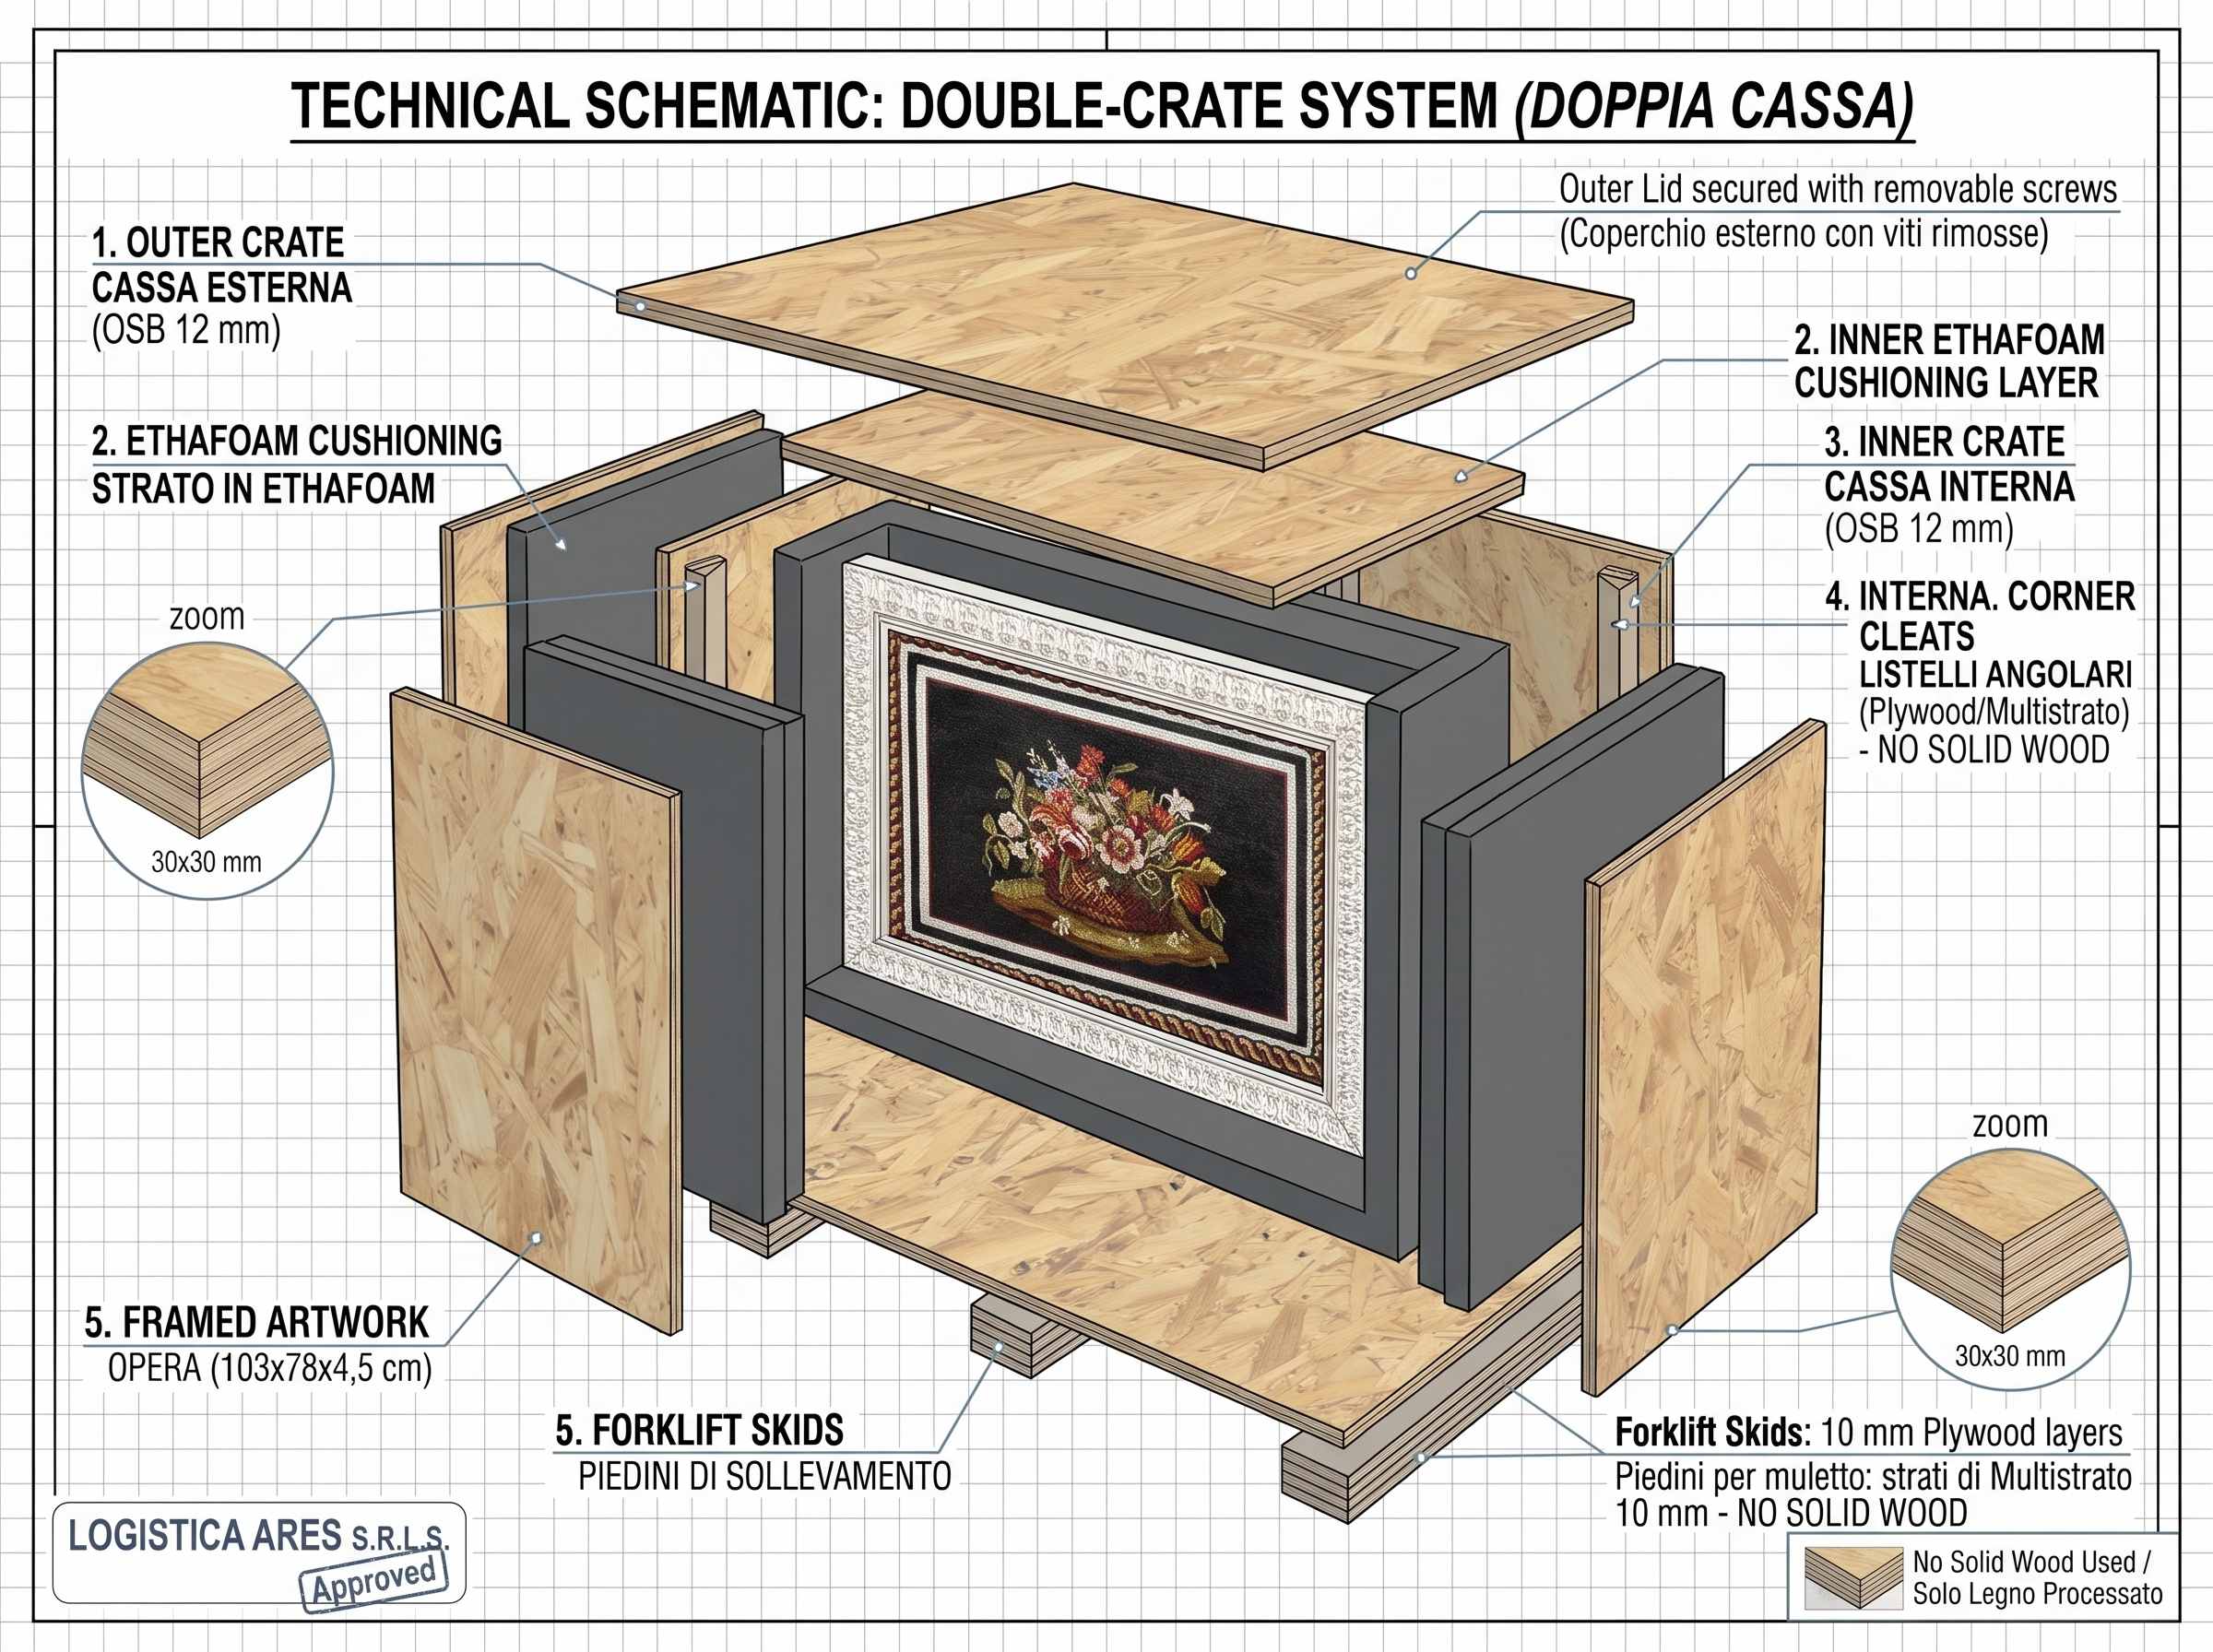 TECHNICAL SCHEMATIC: DOUBLE-CRATE SYSTEM (DOPPIA CASSA)
Outer Lid secured with removable screws
(Coperchio esterno con viti rimosse)
1. OUTER CRATE
CASSA ESTERNA
(OSB 12 mm)
2. INNER ETHAFOAM
CUSHIONING LAYER
2. ETHAFOAM CUSHIONING
STRATO IN ETHAFOAM
3. INNER CRATE
CASSA INTERNA
(OSB 12 mm)
4. INTERNA. CORNER
CLEATS
LISTELLI ANGOLARI
(Plywood/Multistrato)
- NO SOLID WOOD
zoom
30x30 mm
zoom
30x30 mm
5. FRAMED ARTWORK
OPERA (103x78x4,5 cm)
5. FORKLIFT SKIDS
PIEDINI DI SOLLEVAMENTO
Forklift Skids: 10 mm Plywood layers
Piedini per muletto: strati di Multistrato
10 mm - NO SOLID WOOD
LOGISTICA ARES S.R.L.S.
Approved
No Solid Wood Used /
Solo Legno Processato